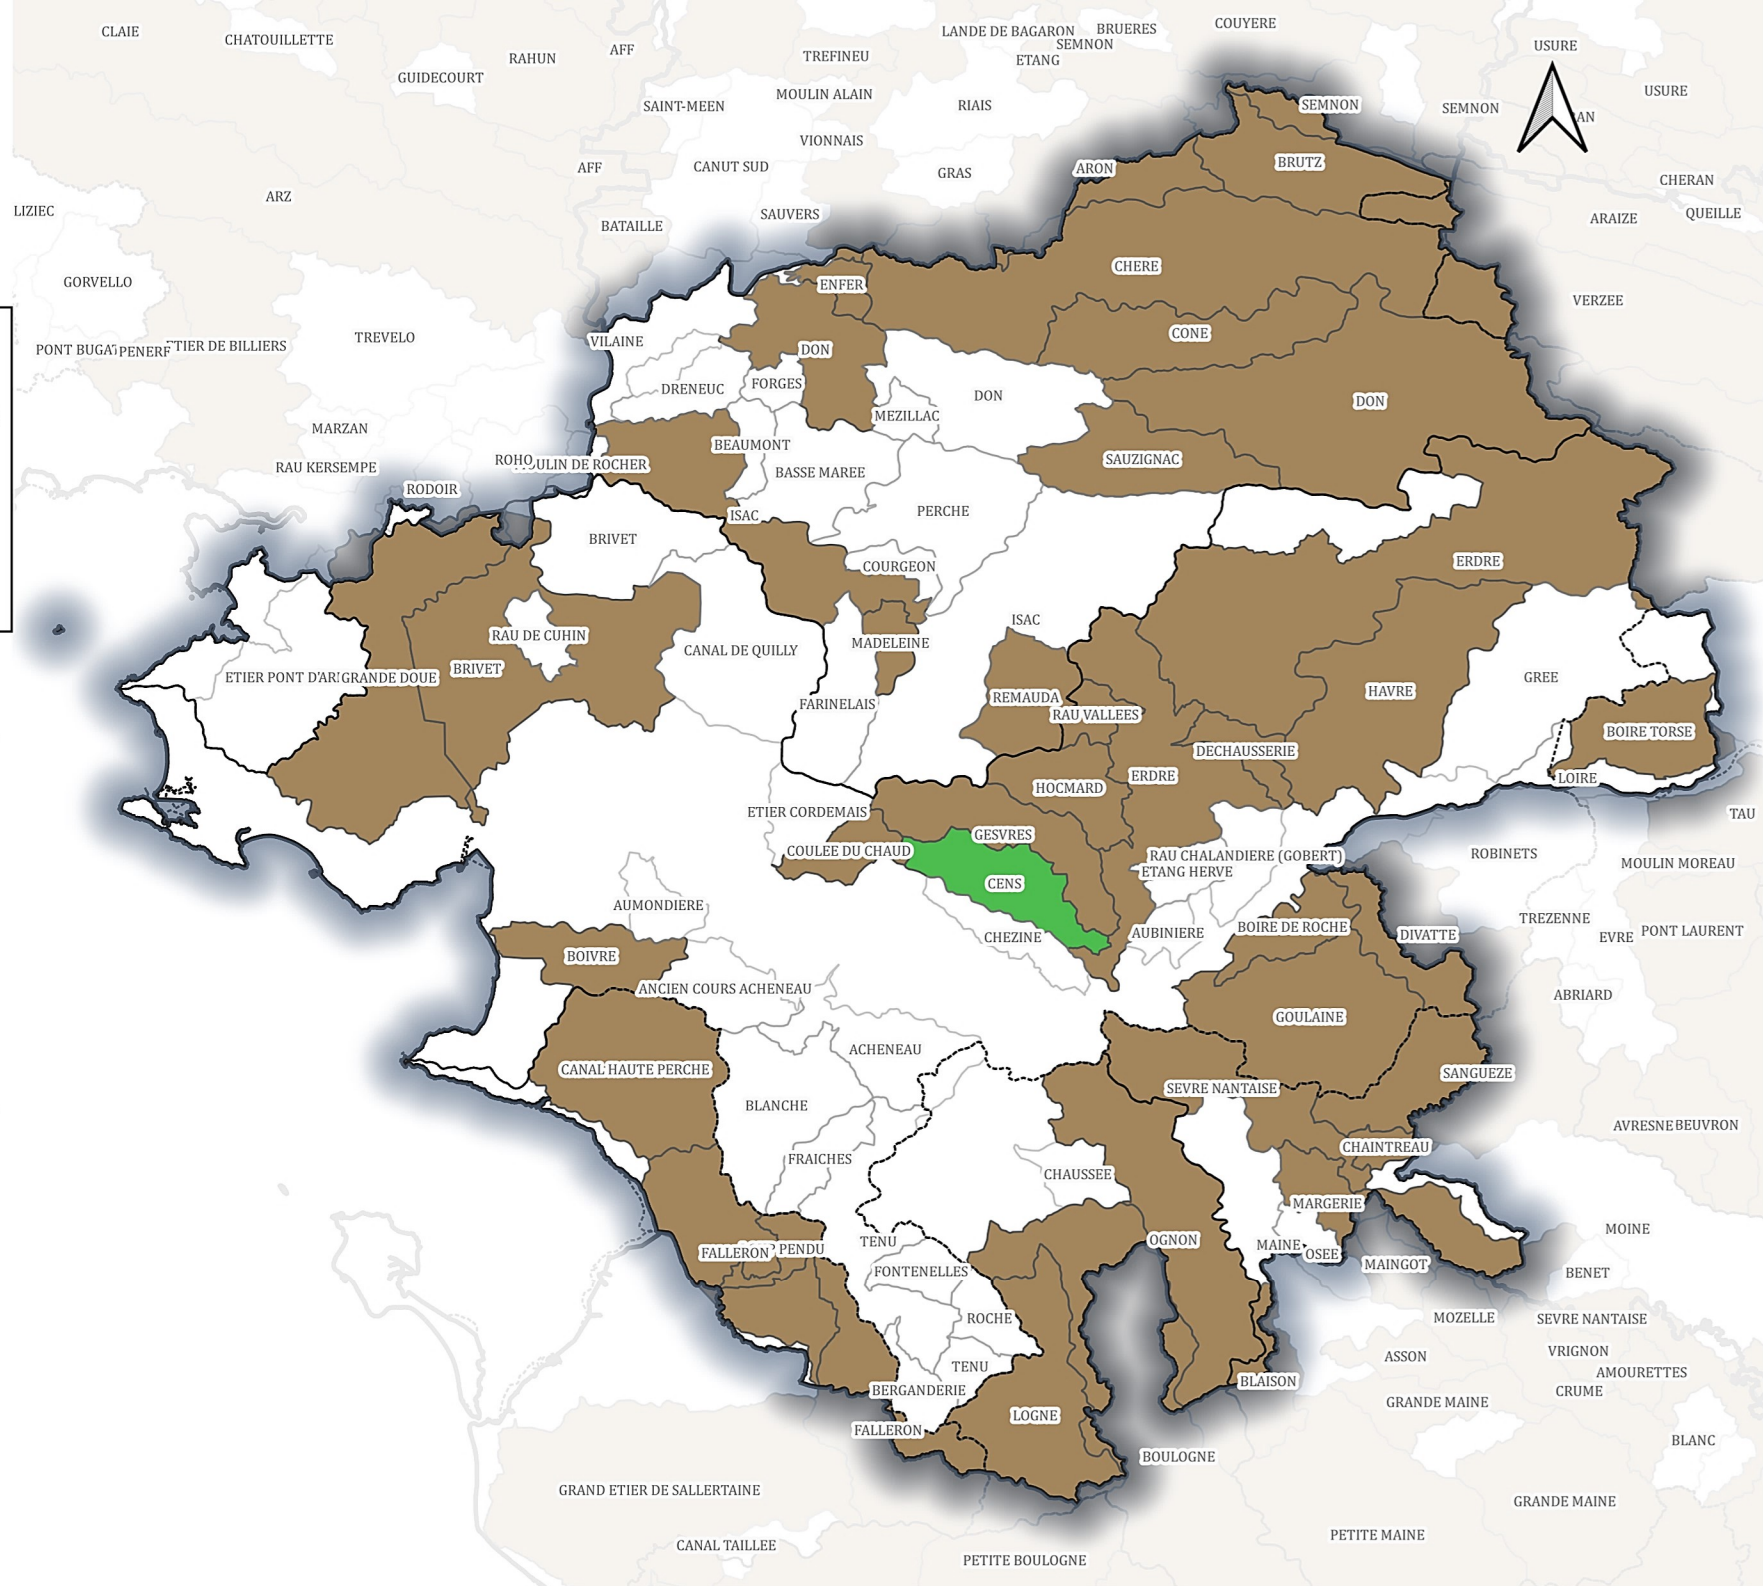 COUYERE
CLAIE
LANDE DE BAGARON
BRUERES
CHATOUILLETTE
SEMNON
USURE
AFF
TREFINEU
RAHUN
ETANG
GUIDECOURT
USURE
MOULIN ALAIN
SAINT-MEEN
RIAIS
SEMNON
SEMNON
VIONNAIS
BRUTZ
AFF
CANUT SUD
ARON
GRAS
CHERAN
ARZ
LIZIEC
SAUVERS
QUEILLE
ARAIZE
BATAILLE
CHERE
GORVELLO
ENFER
VERZEE
CONE
TREVELO
VILAINE
ETIER DE BILLIERS
PENERF
DON
FORGES
DRENEUC
DON
DON
MEZILLAC
MARZAN
BEAUMONT
SAUZIGNAC
RAU KERSEMPE
BASSE MAREE
RODOIR
PERCHE
ISAC
BRIVET
ERDRE
COURGEON
ISAC
RAU DE CUHIN
MADELEINE
CANAL DE QUILLY
BRIVET
GRANDE DOUE
GREE
HAVRE
REMAUDA
FARINELAIS
RAU VALLEES
BOIRE TORSE
DECHAUSSERIE
ERDRE
LOIRE
HOCMARD
ETIER CORDEMAIS
TAU
GESVRES
COULEE DU CHAUD
ROBINETS
RAU CHALANDIERE (GOBERT)
MOULIN MOREAU
ETANG HERVE
CENS
AUMONDIERE
TREZENNE
BOIRE DE ROCHE
PONT LAURENT
AUBINIERE
DIVATTE
CHEZINE
EVRE
BOIVRE
ANCIEN COURS ACHENEAU
ABRIARD
GOULAINE
ACHENEAU
CANAL HAUTE PERCHE
SANGUEZE
SEVRE NANTAISE
BLANCHE
AVRESNE
BEUVRON
CHAINTREAU
FRAICHES
CHAUSSEE
MARGERIE
MOINE
OGNON
TENU
MAINE
PENDU
FALLERON
OSEE
MAINGOT
FONTENELLES
BENET
ROCHE
MOZELLE
SEVRE NANTAISE
VRIGNON
ASSON
TENU
AMOURETTES
BLAISON
BERGANDERIE
CRUME
GRANDE MAINE
LOGNE
FALLERON
BLANC
BOULOGNE
GRAND ETIER DE SALLERTAINE
GRANDE MAINE
PETITE MAINE
CANAL TAILLEE
PETITE BOULOGNE